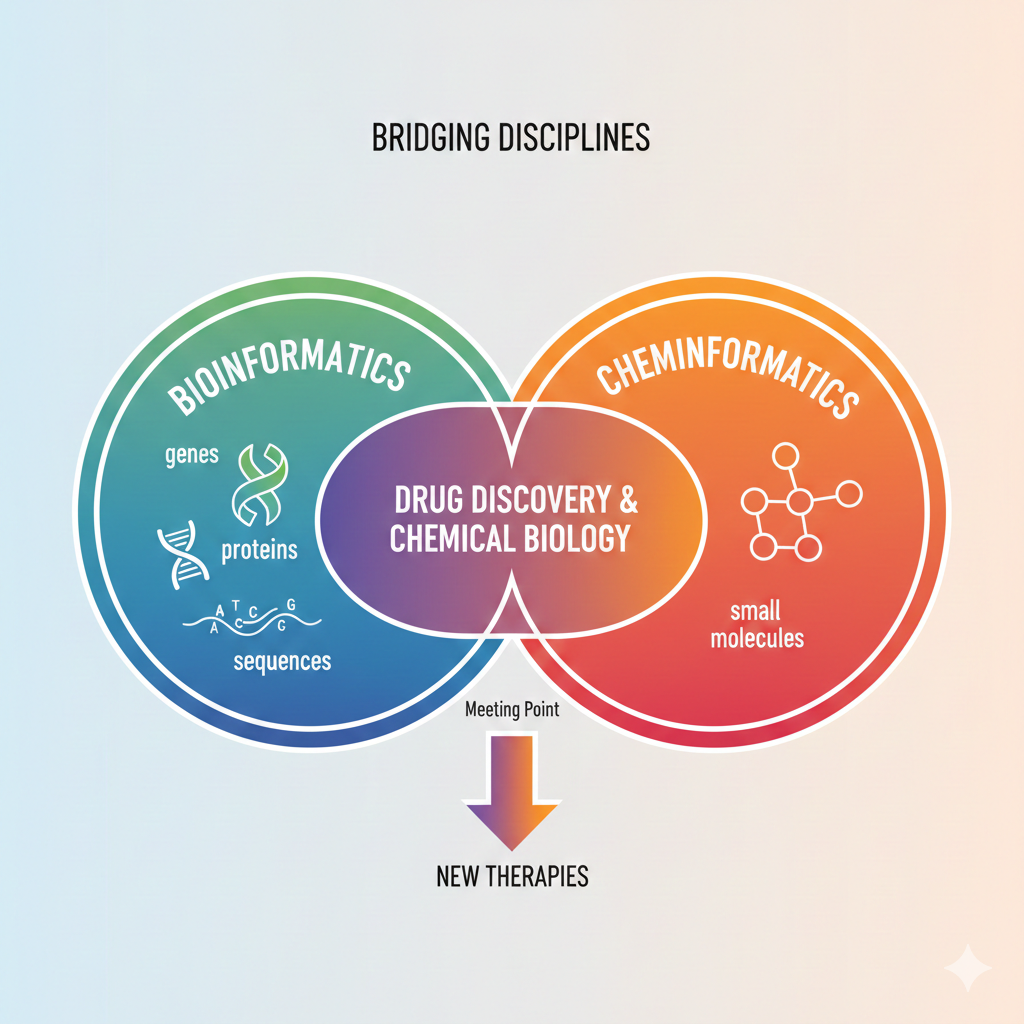 BRIDGING DISCIPLINES
BIOINFORMATICS
CHEMINFORMATICS
genes
proteins
A T C G
A C G
sequences
DRUG DISCOVERY &
CHEMICAL BIOLOGY
small
molecules
Meeting Point
NEW THERAPIES